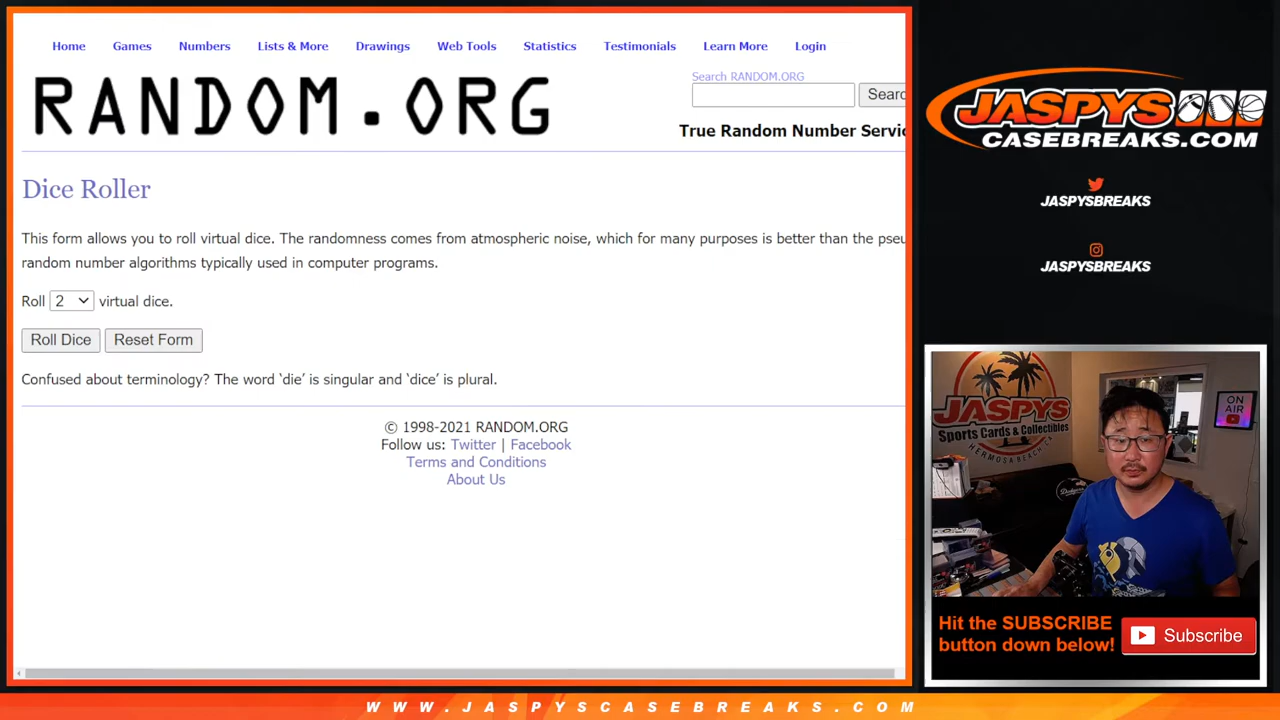 Home Games Numbers Lists & More Drawings Web Tools Statistics Testimonials Learn More Login
RANDOM.ORG
Search RANDOM.ORG
Searc
True Random Number Servic
Dice Roller
This form allows you to roll virtual dice. The randomness comes from atmospheric noise, which for many purposes is better than the pseu
random number algorithms typically used in computer programs.
Roll 2 virtual dice.
Roll Dice Reset Form
Confused about terminology? The word ‘die’ is singular and ‘dice’ is plural.
© 1998-2021 RANDOM.ORG
Follow us: Twitter | Facebook
Terms and Conditions
About Us
JASPYS
CASEBREAKS.COM
JASPYSBREAKS
JASPYSBREAKS
JASPYS
Sports Cards & Collectibles
HERMOSA BEACH, CA
ON
AIR
Dodgers
Hit the SUBSCRIBE
button down below!
Subscribe
WWW.JASPYSCASEBREAKS.COM